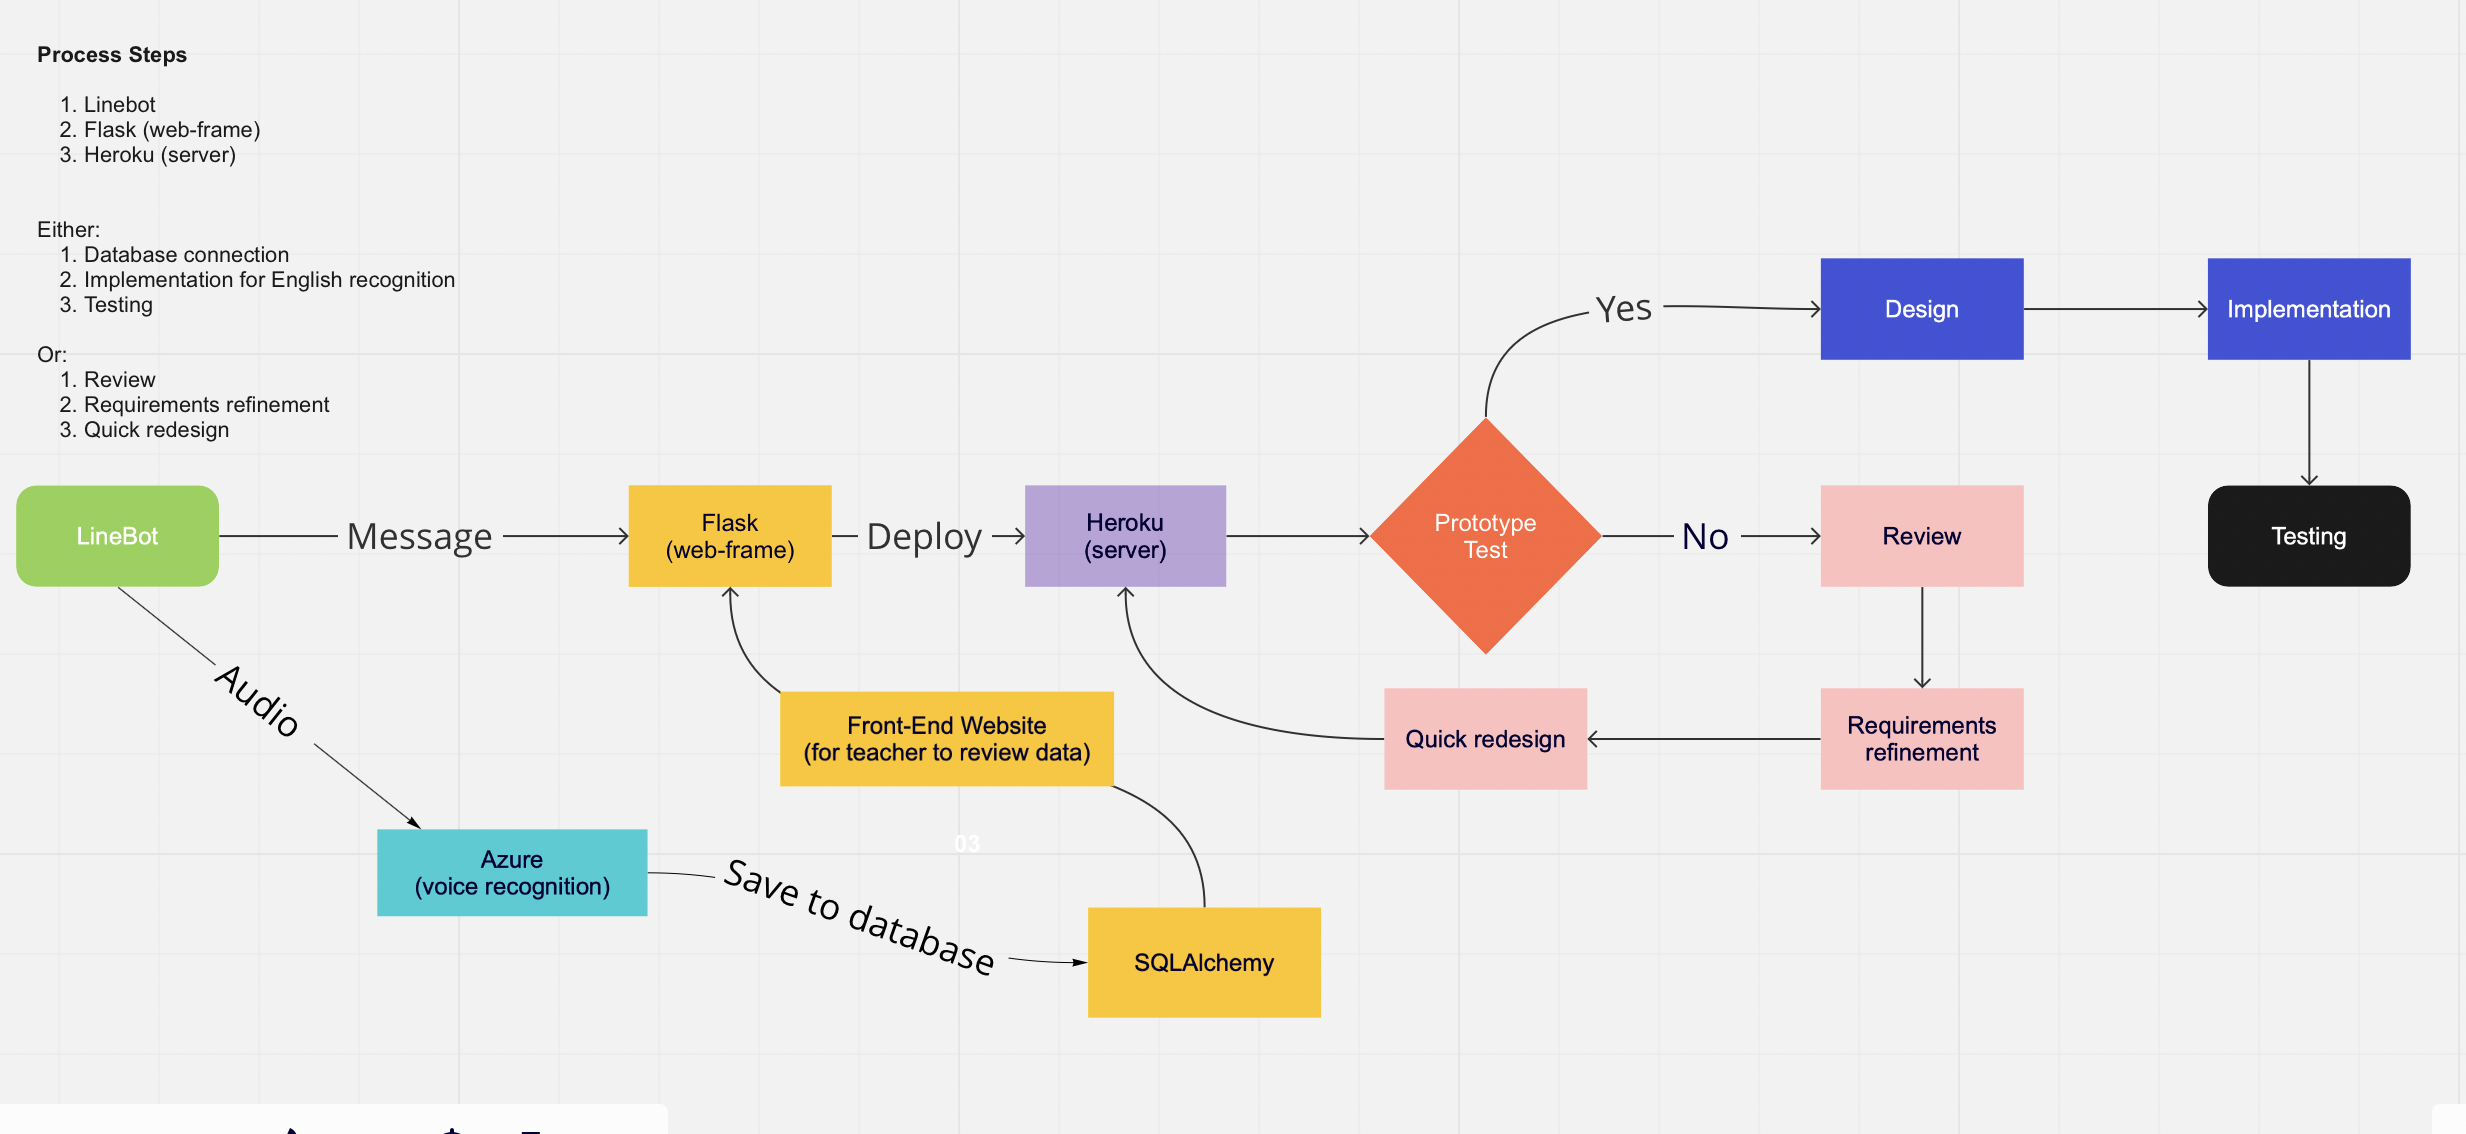 Process Steps
1. Linebot
2. Flask (web-frame)
3. Heroku (server)
Either:
1. Database connection
2. Implementation for English recognition
3. Testing
Or:
1. Review
2. Requirements refinement
3. Quick redesign
Yes
Design
Implementation
LineBot
Message
Flask
(web-frame)
Deploy
Heroku
(server)
Prototype
Test
No
Review
Testing
Audio
Front-End Website
(for teacher to review data)
Quick redesign
Requirements
refinement
03
Azure
(voice recognition)
Save to database
SQLAlchemy